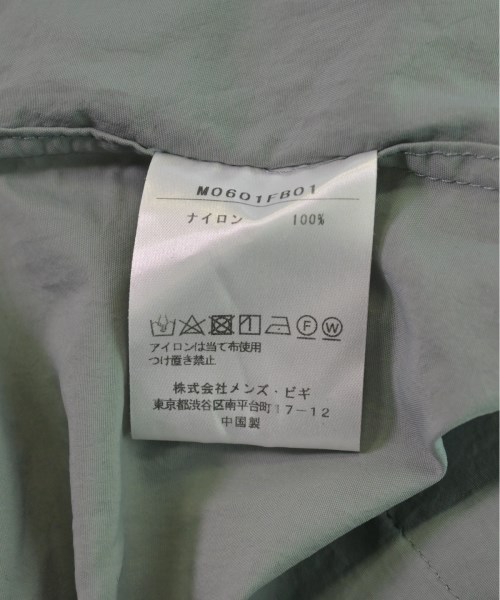 M0601FB01
ナイロン 100%
F W
アイロンは当て布使用
つけ置き禁止
株式会社メンズ・ビギ
東京都渋谷区南平台町17-12
中国製